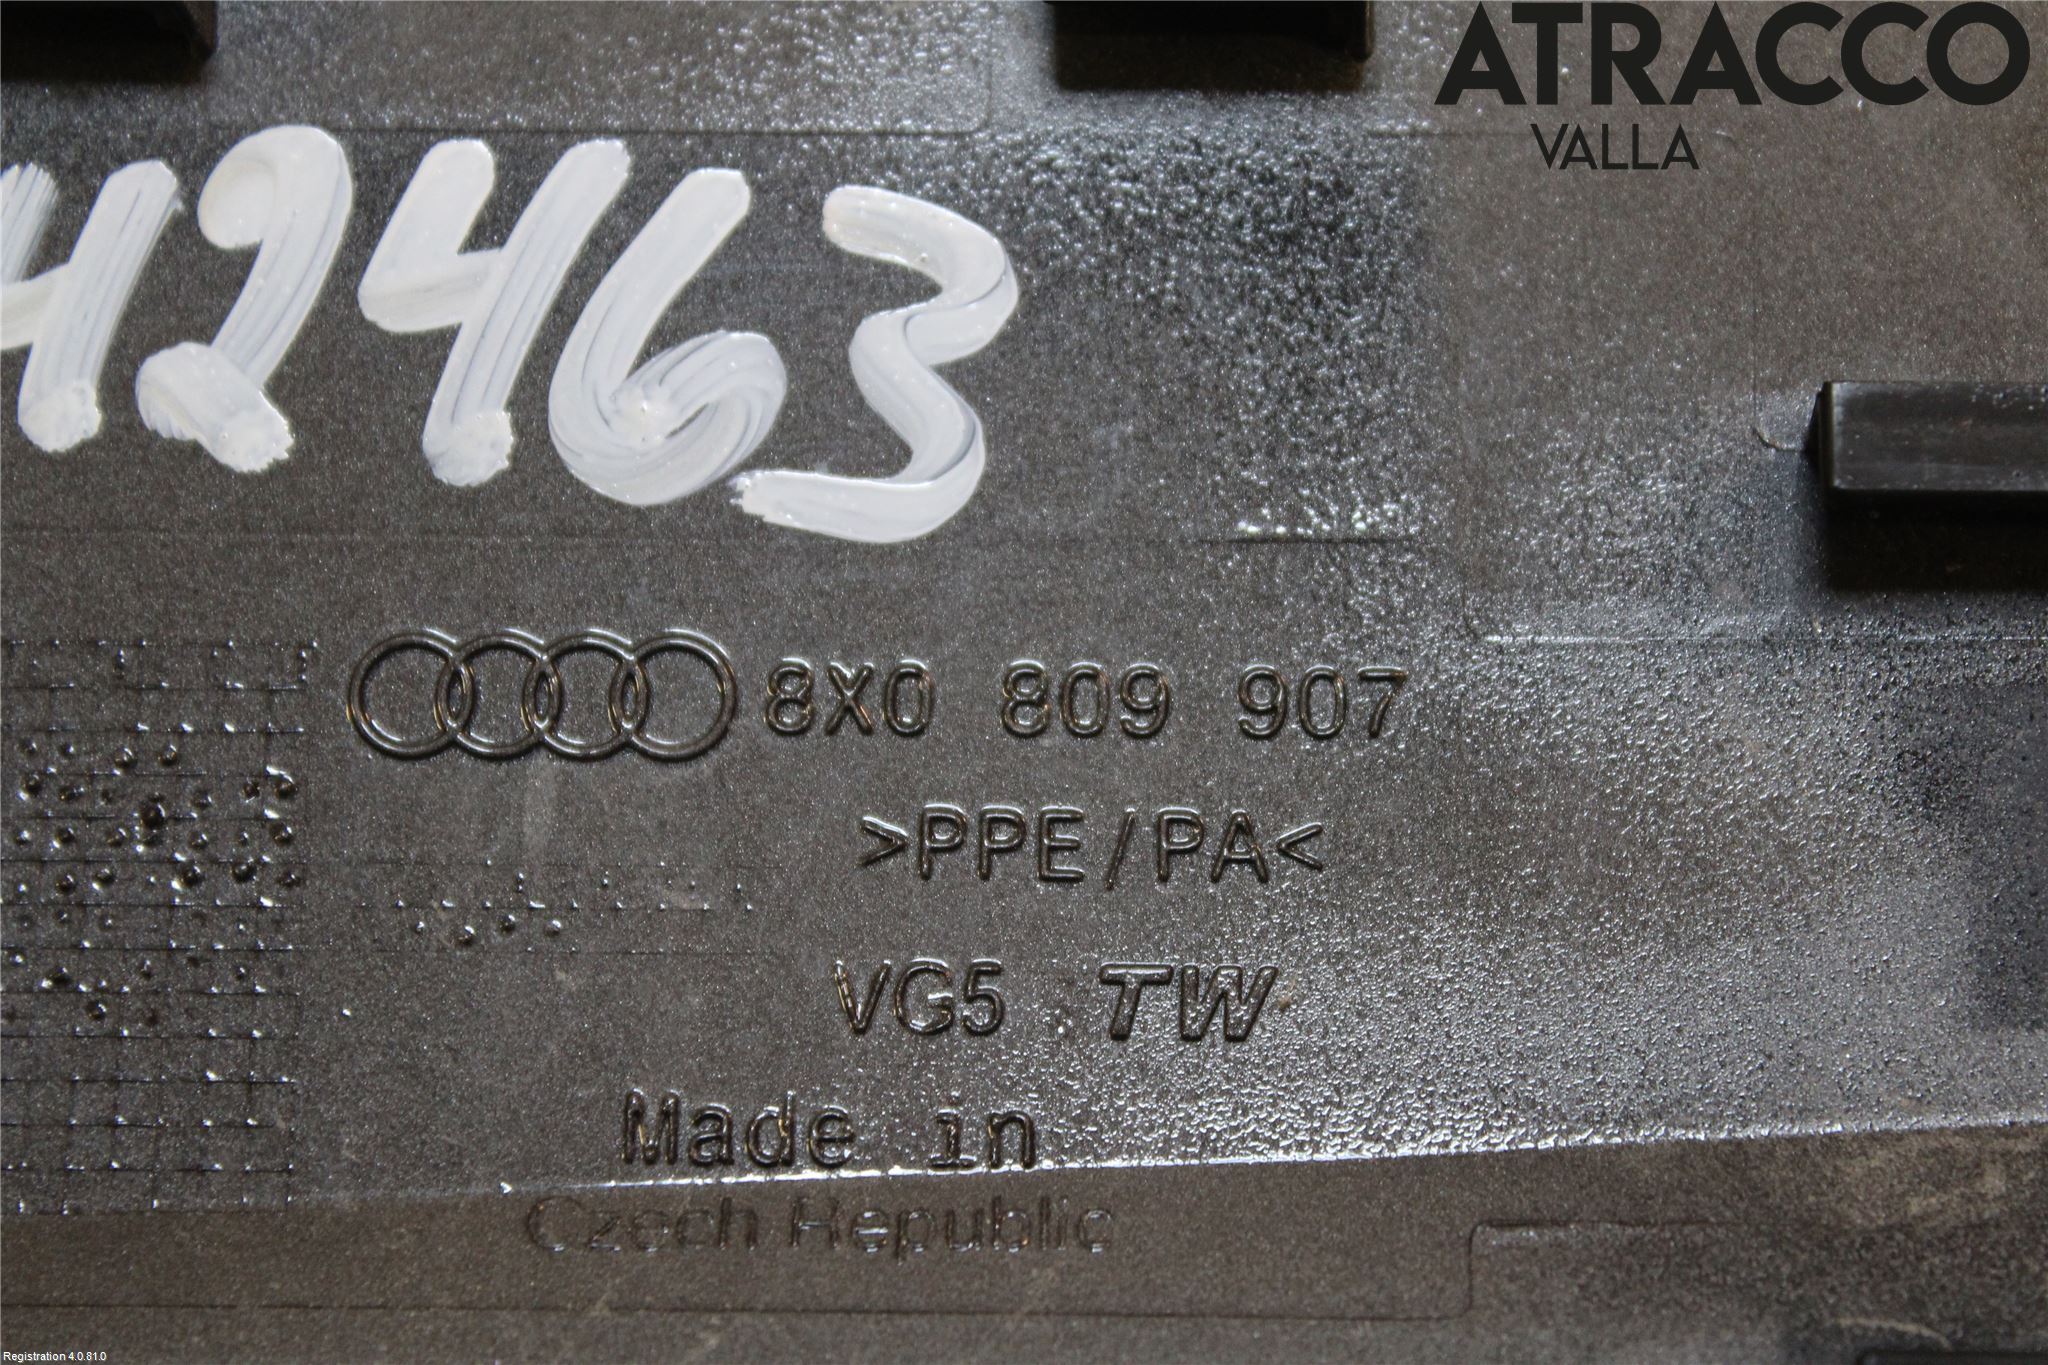 ATRACCO
VALLA
42463
8X0 809 907
>PPE/PA<
VG5 TW
Made in
Czech Republic
Registration 4.0.81.0